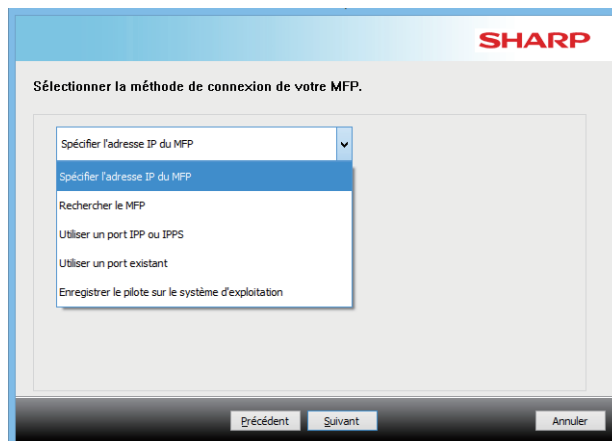 SHARP
Sélectionner la méthode de connexion de votre MFP.
Spécifier l'adresse IP du MFP
Spécifier l'adresse IP du MFP
Rechercher le MFP
Utiliser un port IPP ou IPPS
Utiliser un port existant
Enregistrer le pilote sur le système d'exploitation
Précédent Suivant Annuler